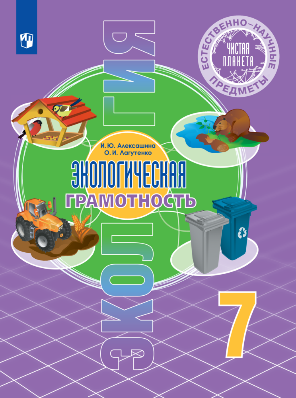 ЕСТЕСТВЕННО-НАУЧНЫЕ
ПРЕДМЕТЫ
ЧИСТАЯ
ПЛАНЕТА
ЭКОЛОГИЯ
И. Ю. Алексашина
О. И. Лагутенко
ЭКОЛОГИЧЕСКАЯ
ГРАМОТНОСТЬ
7